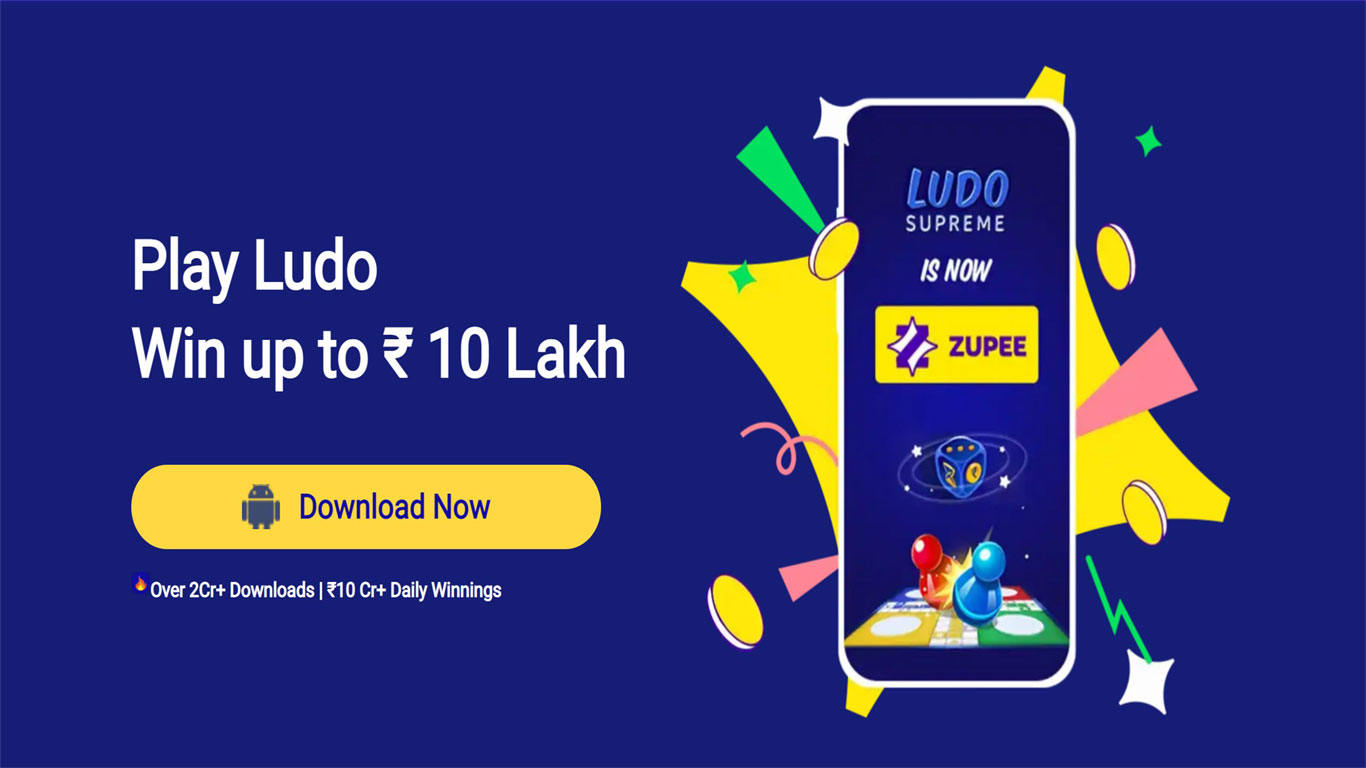 Play Ludo
Win up to ₹ 10 Lakh
Download Now
Over 2Cr+ Downloads | ₹10 Cr+ Daily Winnings
LUDO
SUPREME
IS NOW
ZUPEE